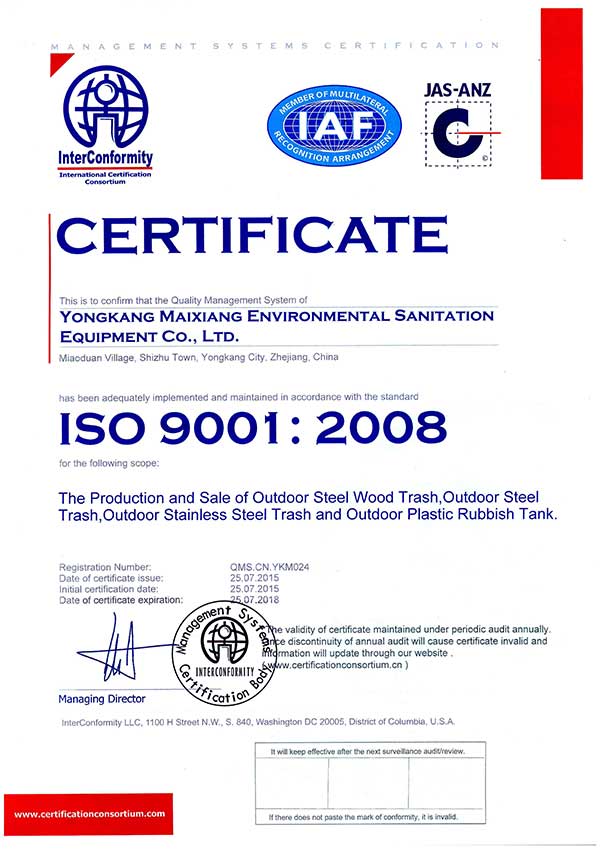 MANAGEMENT SYSTEMS CERTIFICATION
InterConformity
International Certification
Consortium
MEMBER OF MULTILATERAL
IAF
RECOGNITION ARRANGEMENT
JAS-ANZ
©
CERTIFICATE
This is to confirm that the Quality Management System of
YONGKANG MAIXIANG ENVIRONMENTAL SANITATION
EQUIPMENT CO., LTD.
Miaoduan Village, Shizhu Town, Yongkang City, Zhejiang, China
has been adequately implemented and maintained in accordance with the standard
ISO 9001: 2008
for the following scope:
The Production and Sale of Outdoor Steel Wood Trash,Outdoor Steel
Trash,Outdoor Stainless Steel Trash and Outdoor Plastic Rubbish Tank.
Registration Number: QMS.CN.YKM024
Date of certificate issue: 25.07.2015
Initial certification date: 25.07.2015
Date of certificate expiration: 25.07.2018
Management Systems
INTERCONFORMITY
Certification Body
The validity of certificate maintained under periodic audit annually.
Once discontinuity of annual audit will cause certificate invalid and
information will update through our website .
( www.certificationconsortium.cn )
Managing Director
InterConformity LLC, 1100 H Street N.W., S. 840, Washington DC 20005, District of Columbia, U.S.A.
It will keep effective after the next surveillance audit/review.
If there does not paste the mark of conformity, it is invalid.
www.certificationconsortium.com